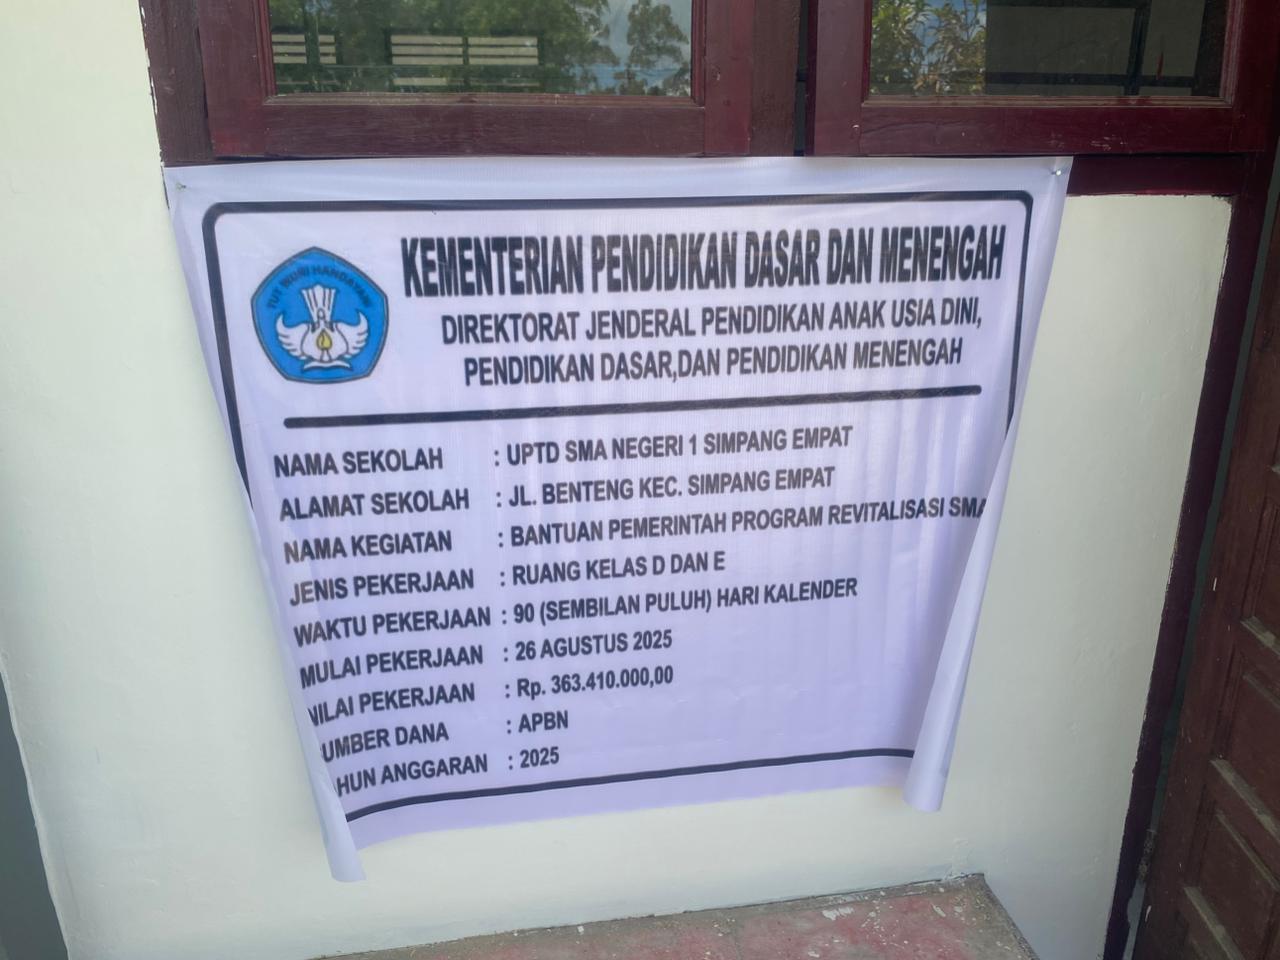 TUT WURI HANDAYANI
KEMENTERIAN PENDIDIKAN DASAR DAN MENENGAH
DIREKTORAT JENDERAL PENDIDIKAN ANAK USIA DINI,
PENDIDIKAN DASAR,DAN PENDIDIKAN MENENGAH
NAMA SEKOLAH : UPTD SMA NEGERI 1 SIMPANG EMPAT
ALAMAT SEKOLAH : JL. BENTENG KEC. SIMPANG EMPAT
NAMA KEGIATAN : BANTUAN PEMERINTAH PROGRAM REVITALISASI SMA
JENIS PEKERJAAN : RUANG KELAS D DAN E
WAKTU PEKERJAAN : 90 (SEMBILAN PULUH) HARI KALENDER
MULAI PEKERJAAN : 26 AGUSTUS 2025
NILAI PEKERJAAN : Rp. 363.410.000,00
UMBER DANA : APBN
HUN ANGGARAN : 2025